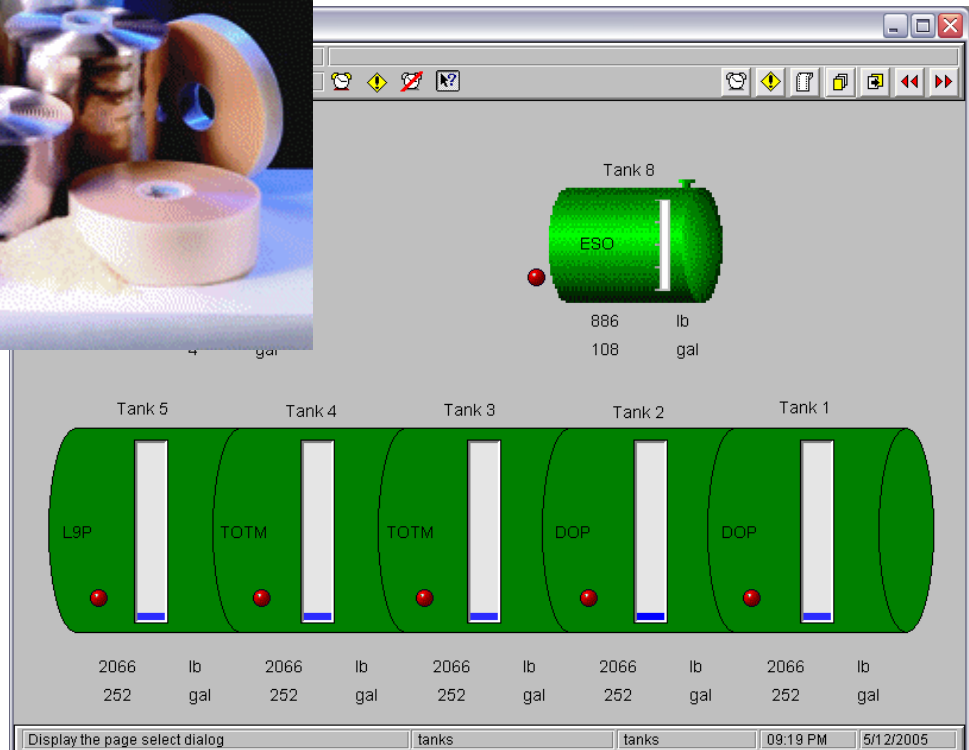 Tank 8
ESO
886 lb
108 gal
4 gal
Tank 5 Tank 4 Tank 3 Tank 2 Tank 1
L9P TOTM TOTM DOP DOP
2066 lb 2066 lb 2066 lb 2066 lb 2066 lb
252 gal 252 gal 252 gal 252 gal 252 gal
Display the page select dialog tanks tanks 09:19 PM 5/12/2005